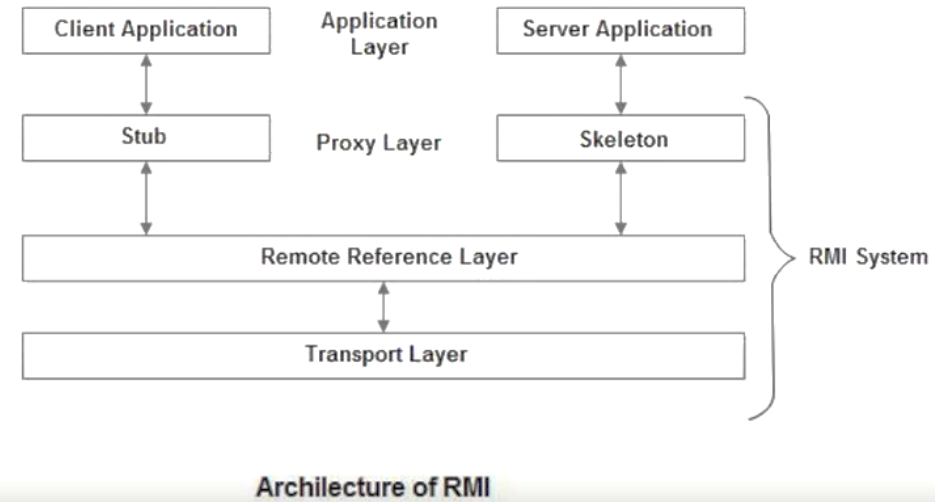 Client Application
Application
Layer
Server Application
Stub
Proxy Layer
Skeleton
Remote Reference Layer
RMI System
Transport Layer
Archilecture of RMI